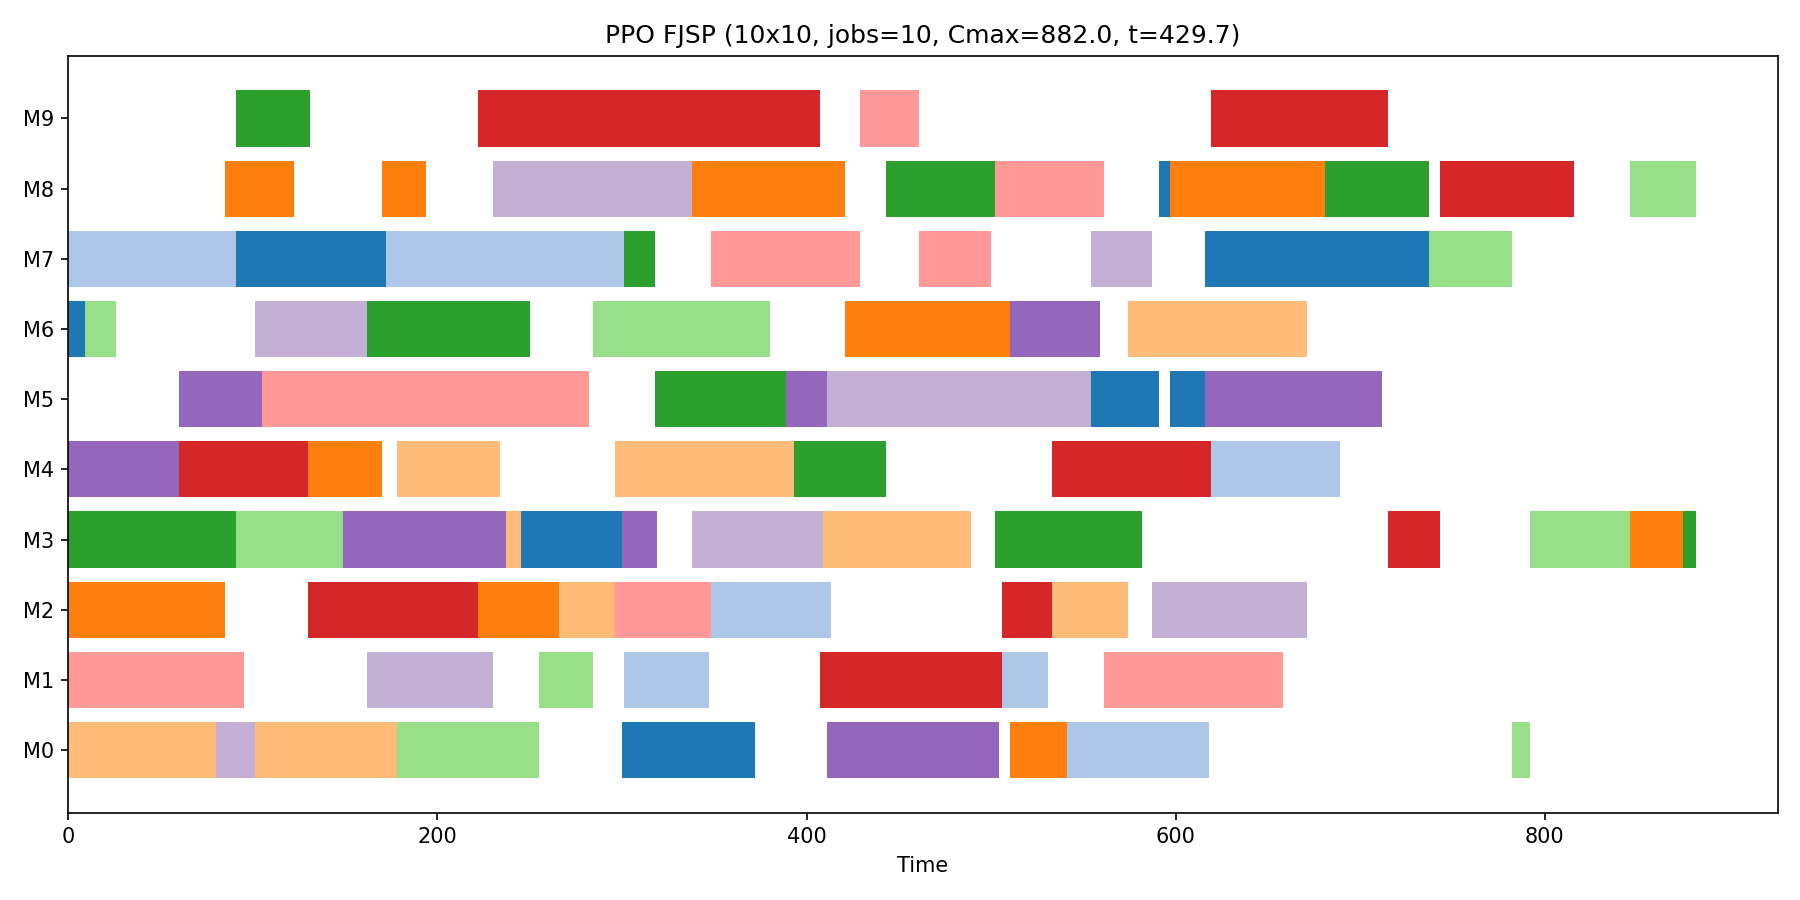 PPO FJSP (10x10, jobs=10, Cmax=882.0, t=429.7)
M9
M8
M7
M6
M5
M4
M3
M2
M1
M0
0 200 400 600 800
Time